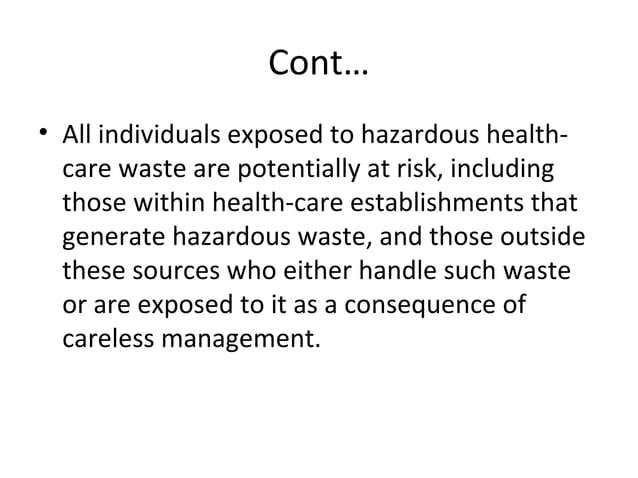 Cont…
• All individuals exposed to hazardous health-
care waste are potentially at risk, including
those within health-care establishments that
generate hazardous waste, and those outside
these sources who either handle such waste
or are exposed to it as a consequence of
careless management.